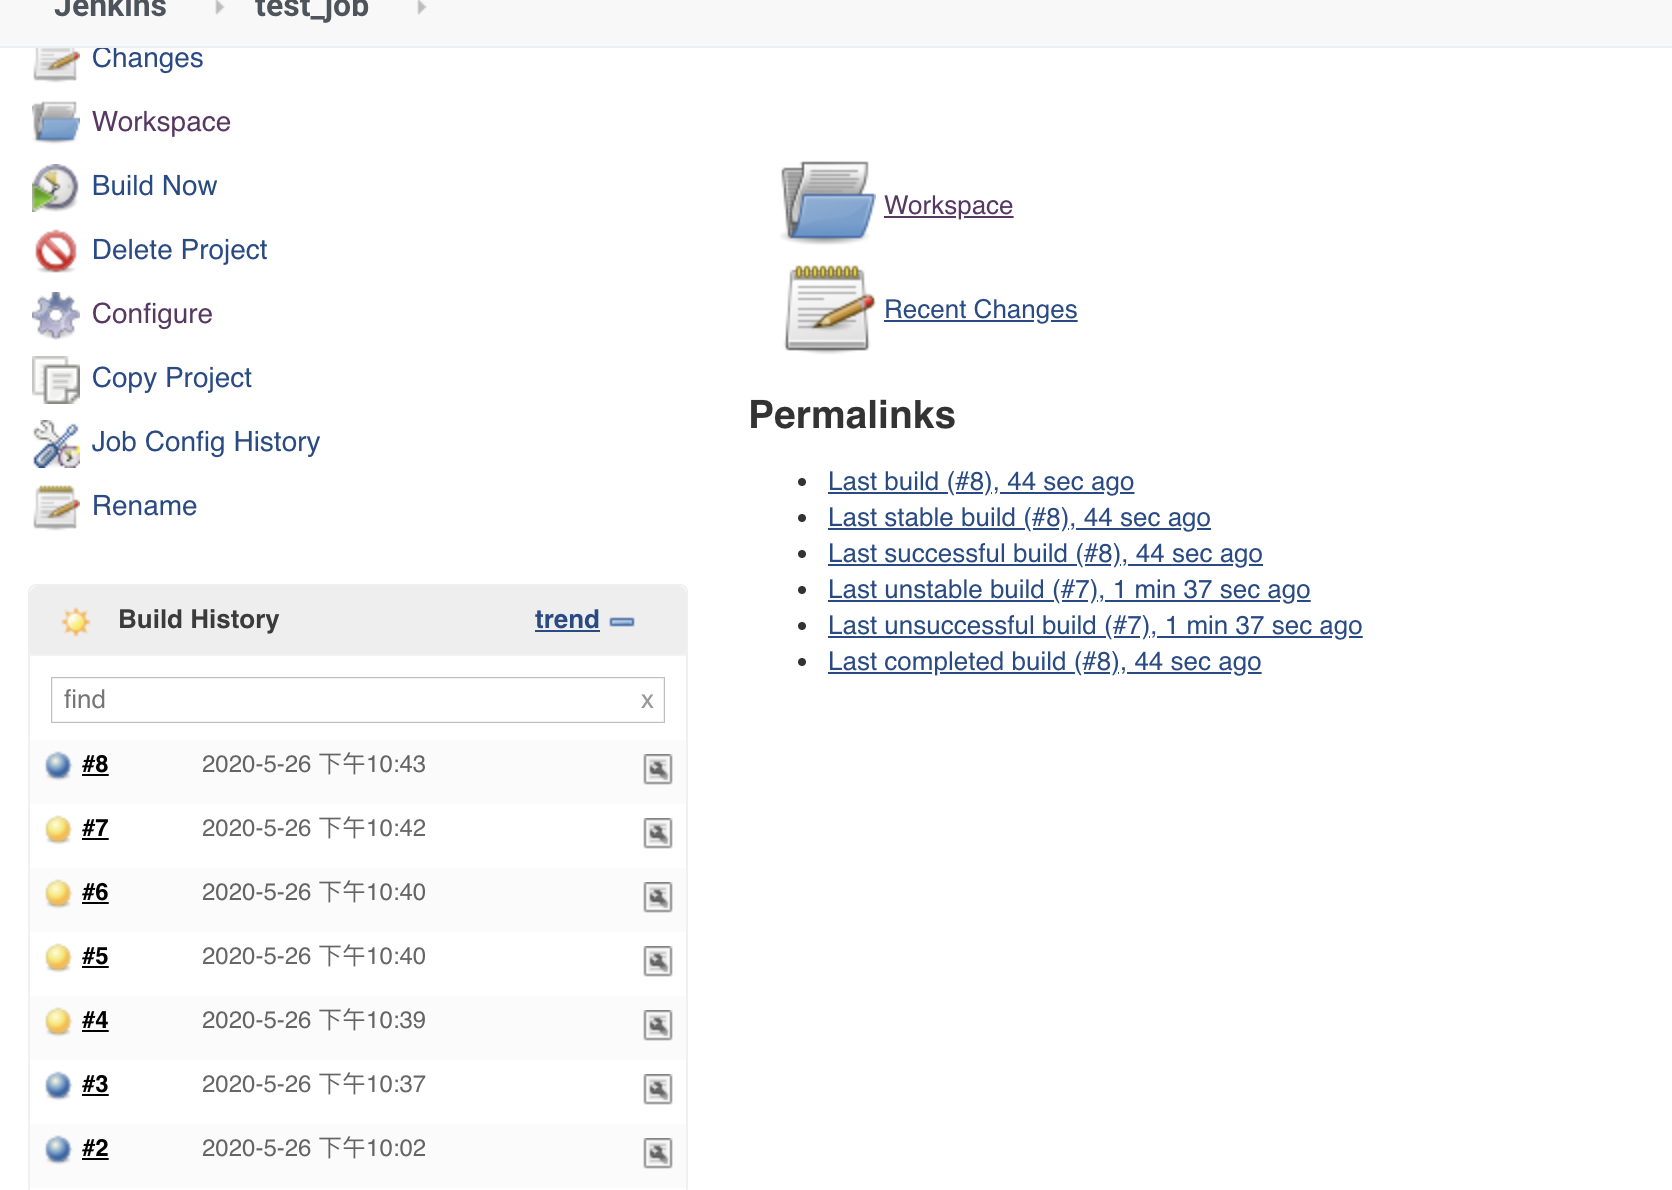 Jenkins test_job
Changes
Workspace
Build Now
Delete Project
Configure
Copy Project
Job Config History
Rename
Build History trend
find x
#8 2020-5-26 下午10:43
#7 2020-5-26 下午10:42
#6 2020-5-26 下午10:40
#5 2020-5-26 下午10:40
#4 2020-5-26 下午10:39
#3 2020-5-26 下午10:37
#2 2020-5-26 下午10:02
Workspace
Recent Changes
Permalinks
Last build (#8), 44 sec ago
Last stable build (#8), 44 sec ago
Last successful build (#8), 44 sec ago
Last unstable build (#7), 1 min 37 sec ago
Last unsuccessful build (#7), 1 min 37 sec ago
Last completed build (#8), 44 sec ago